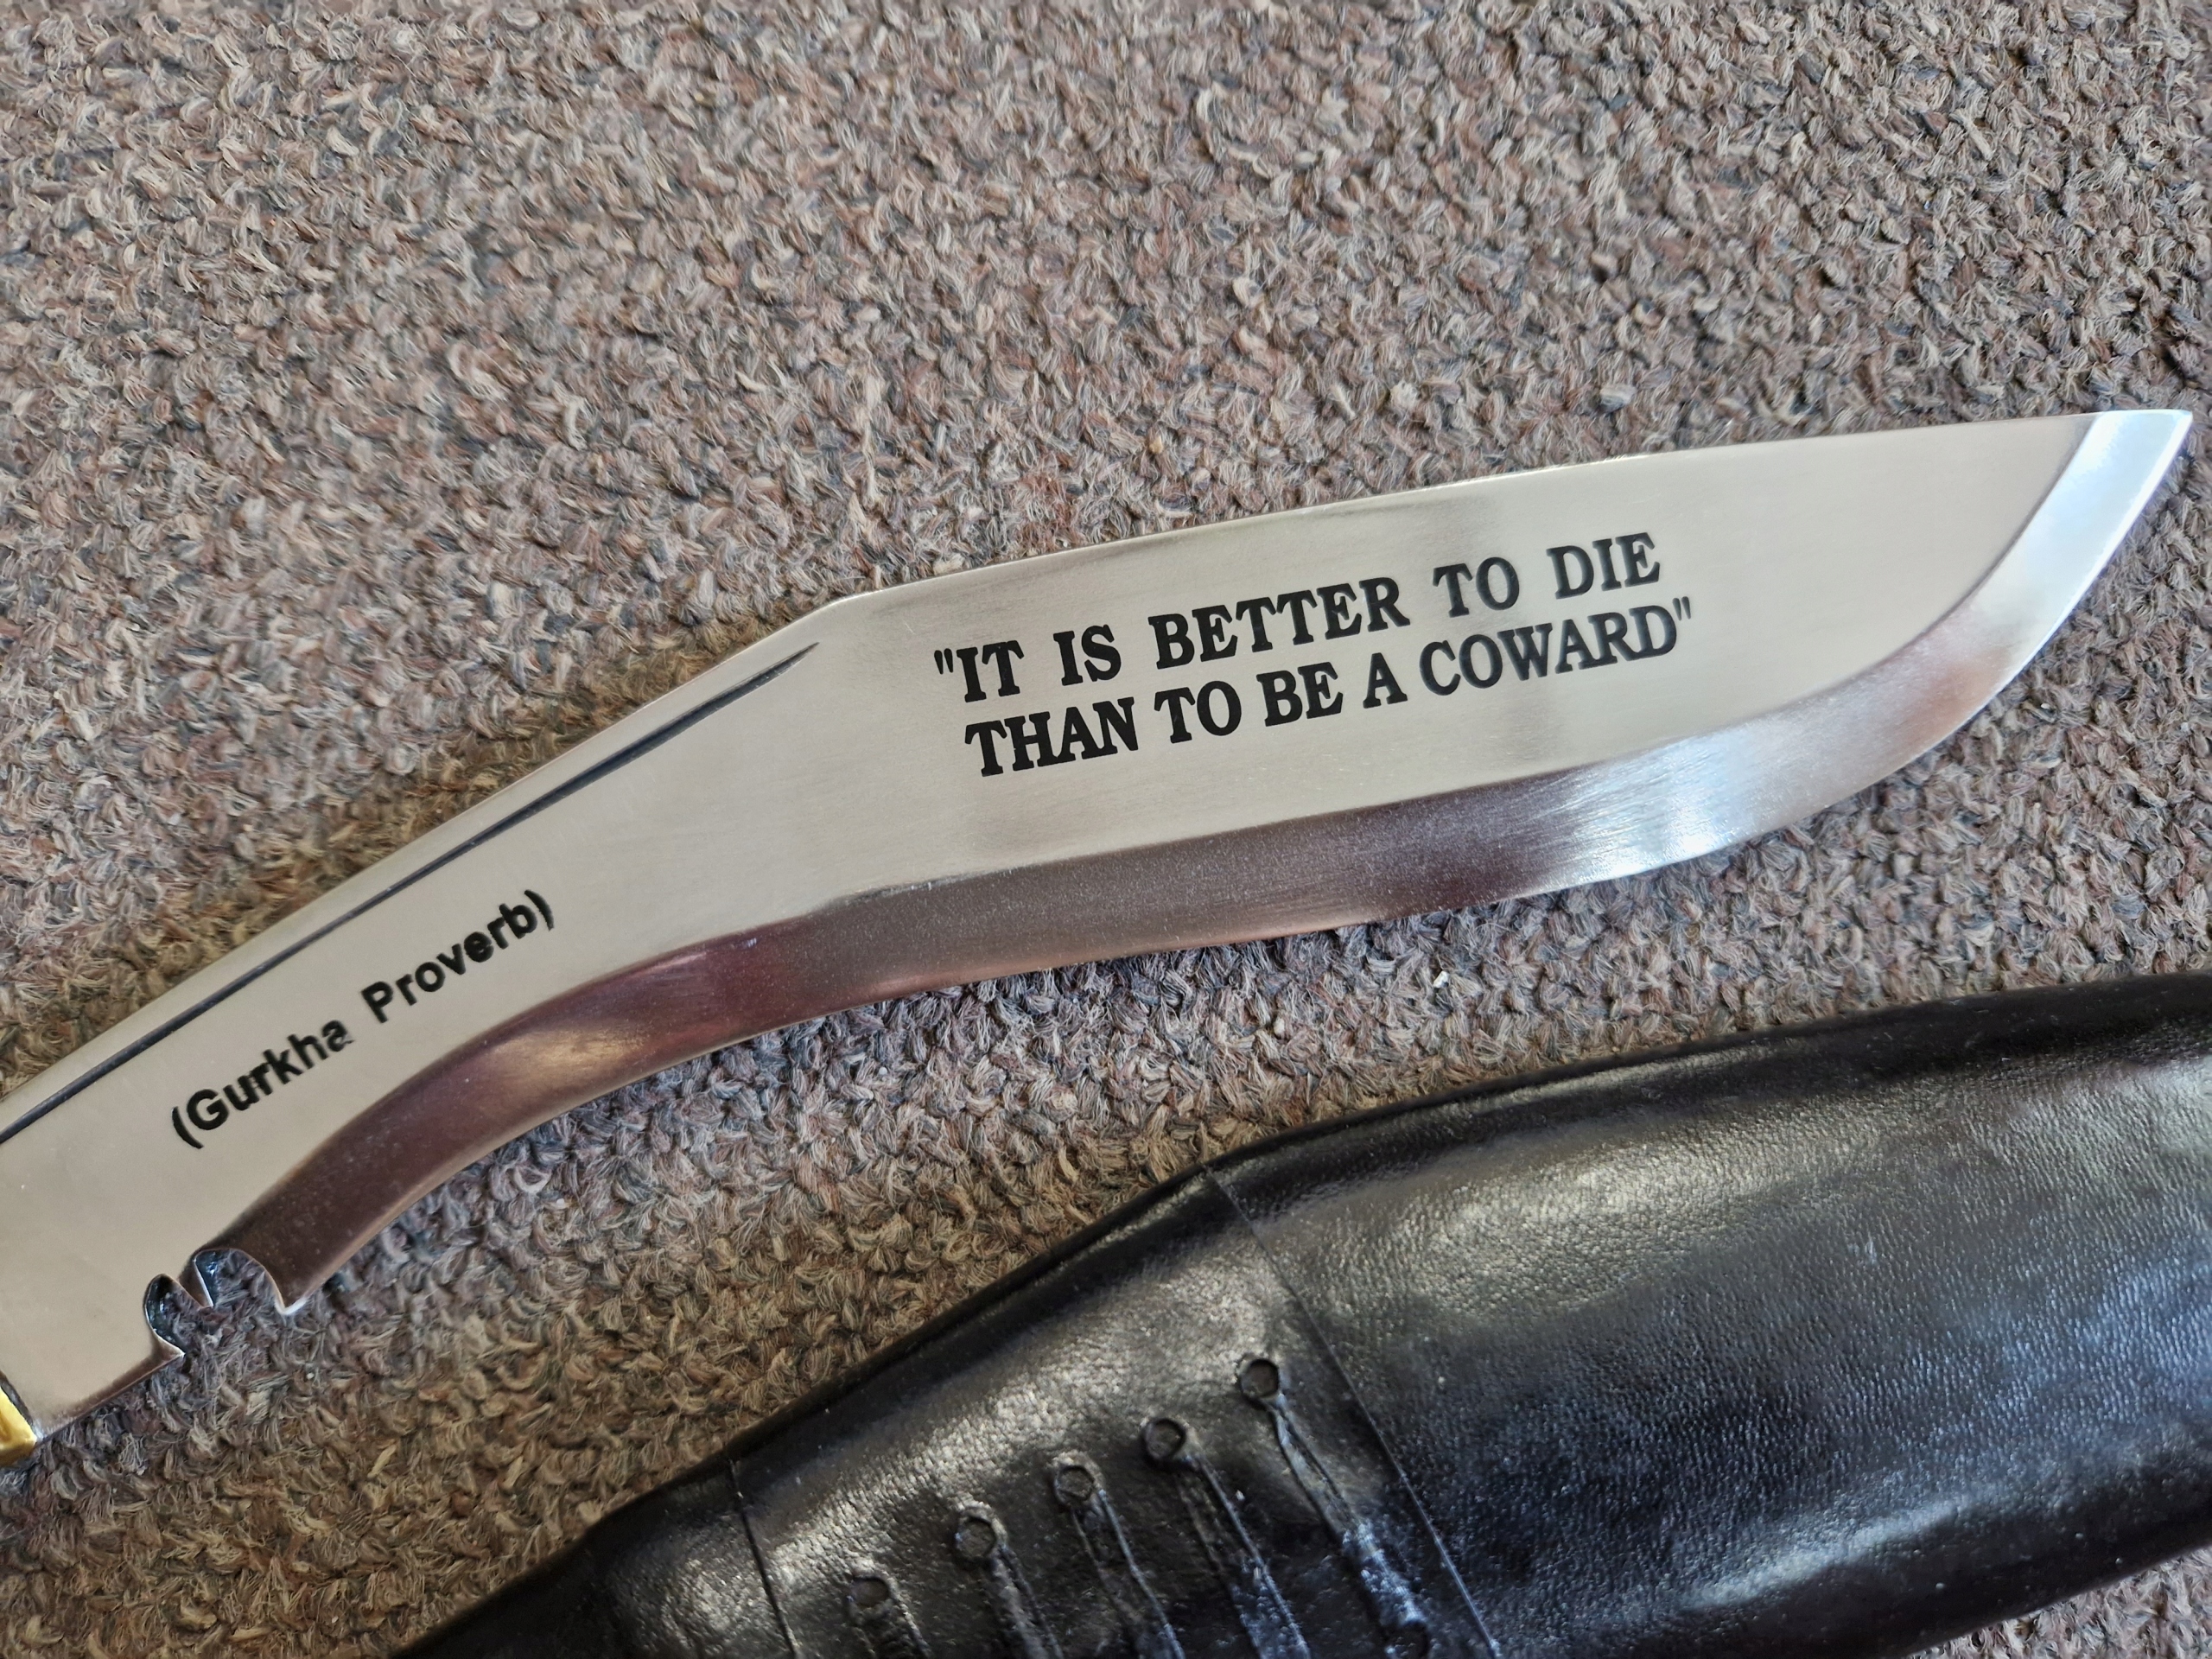 "IT IS BETTER TO DIE
THAN TO BE A COWARD"
(Gurkha Proverb)